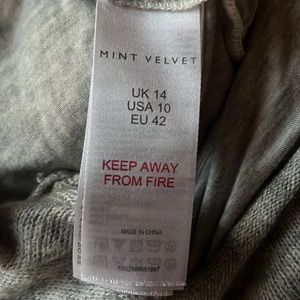 MINT VELVET
UK 14
USA 10
EU 42
KEEP AWAY
FROM FIRE
MADE IN CHINA